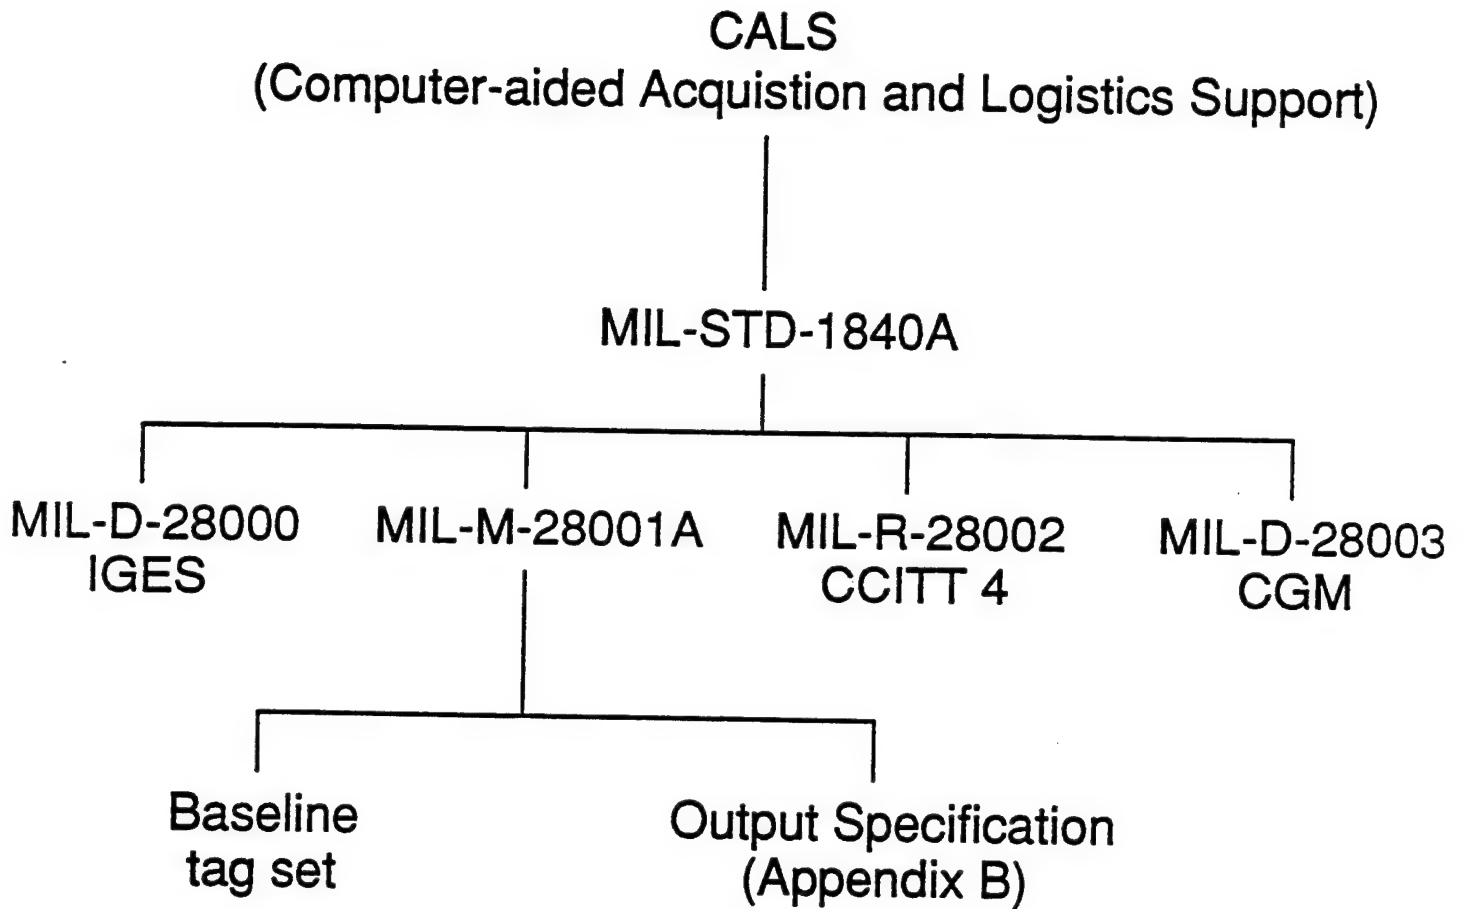 CALS
(Computer-aided Acquistion and Logistics Support)
MIL-STD-1840A
MIL-D-28000
IGES
MIL-M-28001A
MIL-R-28002
CCITT 4
MIL-D-28003
CGM
Baseline
tag set
Output Specification
(Appendix B)